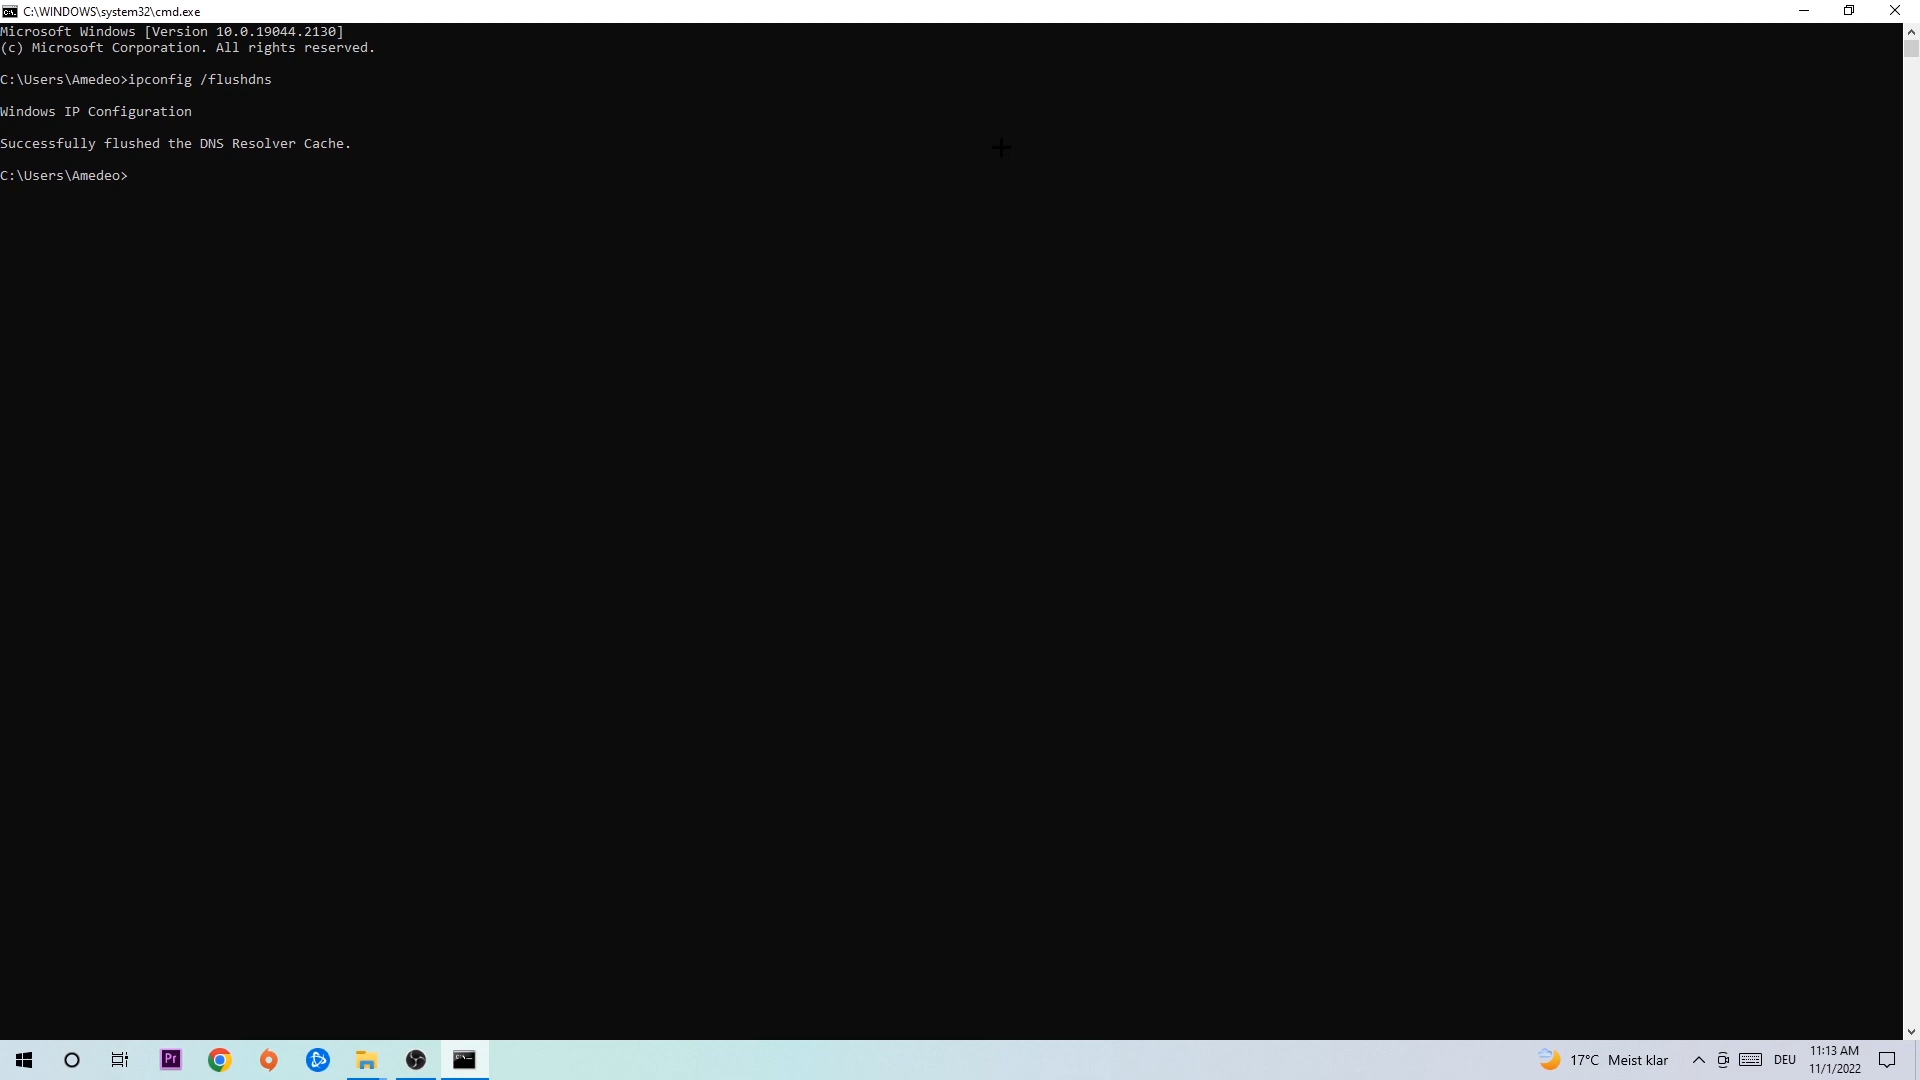 C:\WINDOWS\system32\cmd.exe
Microsoft Windows [Version 10.0.19044.2130]
(c) Microsoft Corporation. All rights reserved.
C:\Users\Amedeo>ipconfig /flushdns
Windows IP Configuration
Successfully flushed the DNS Resolver Cache.
C:\Users\Amedeo>
Pr
17°C Meist klar
DEU
11:13 AM
11/1/2022